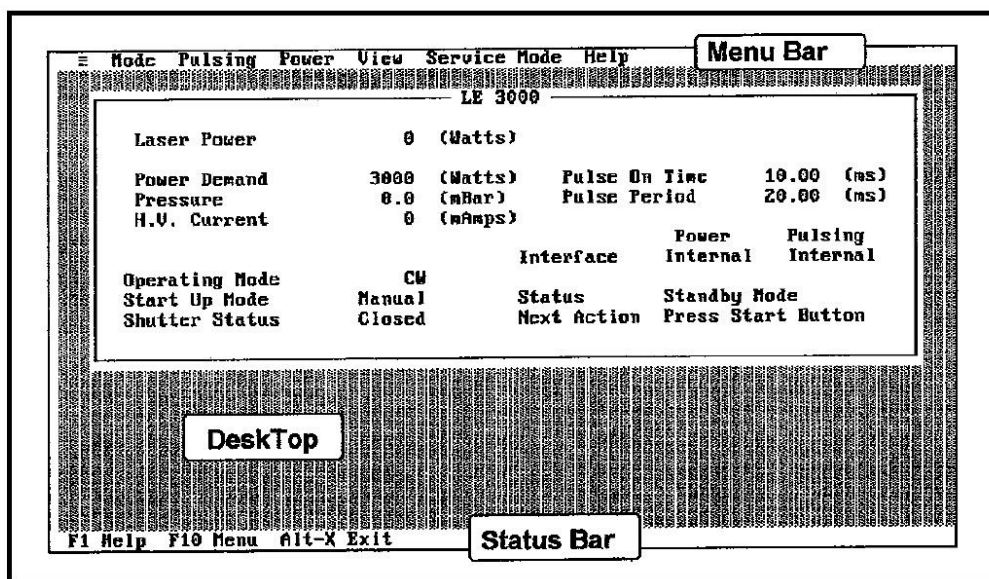 ≡ Mode Pulsing Power View Service Mode Help Menu Bar
LE 3000
Laser Power 0 (Watts)
Power Demand 3000 (Watts) Pulse On Time 10.00 (ms)
Pressure 0.0 (mBar) Pulse Period 20.00 (ms)
H.V. Current 0 (mAmps)
Power Pulsing
Interface Internal Internal
Operating Mode CW
Start Up Mode Manual Status Standby Mode
Shutter Status Closed Next Action Press Start Button
DeskTop
F1 Help F10 Menu Alt-X Exit Status Bar